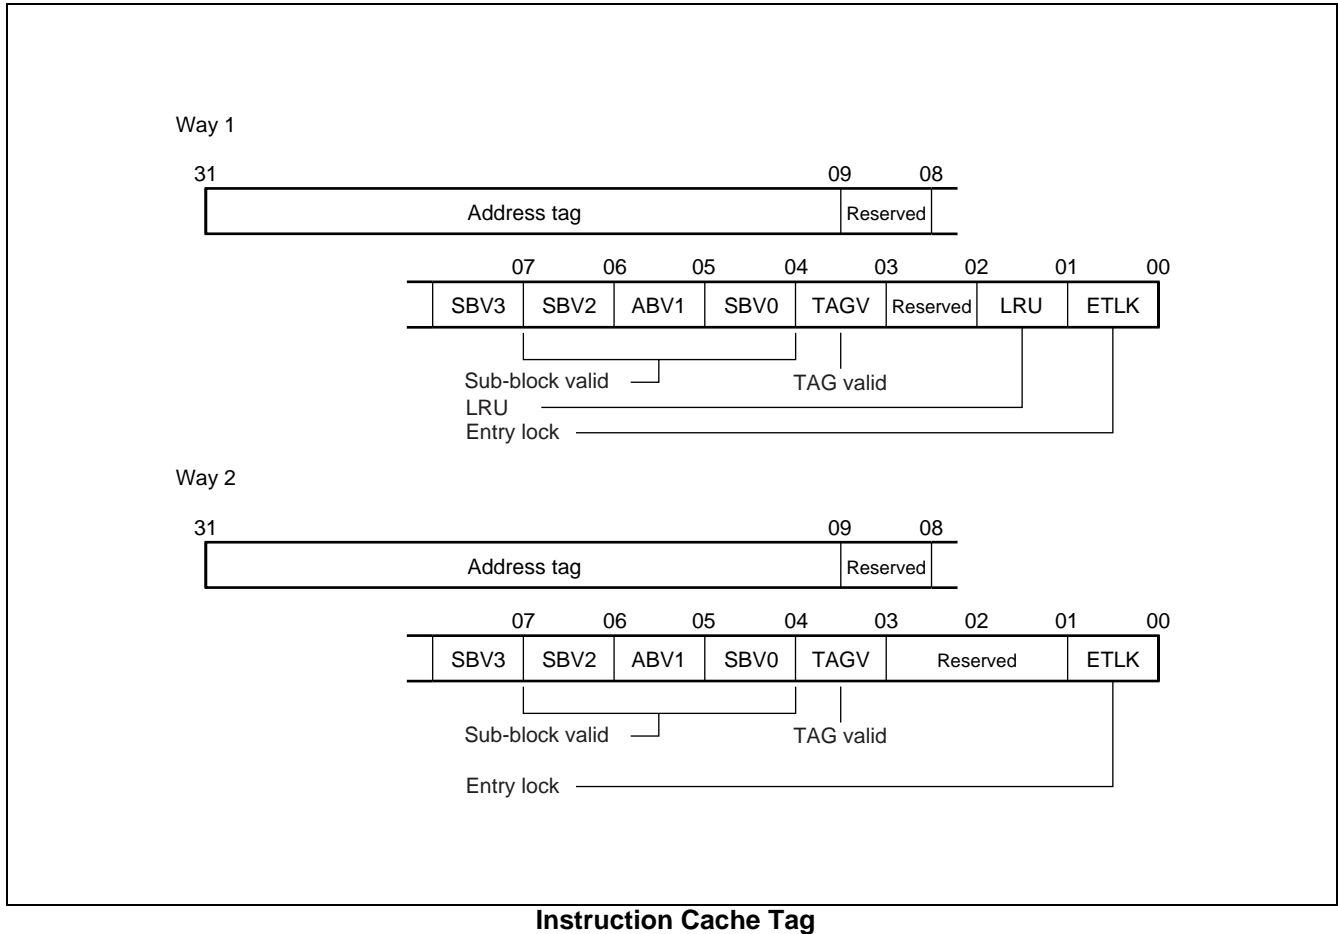 Way 1
31 09 08
Address tag Reserved
07 06 05 04 03 02 01 00
SBV3 SBV2 ABV1 SBV0 TAGV Reserved LRU ETLK
Sub-block valid TAG valid
LRU
Entry lock
Way 2
31 09 08
Address tag Reserved
07 06 05 04 03 02 01 00
SBV3 SBV2 ABV1 SBV0 TAGV Reserved ETLK
Sub-block valid TAG valid
Entry lock
Instruction Cache Tag